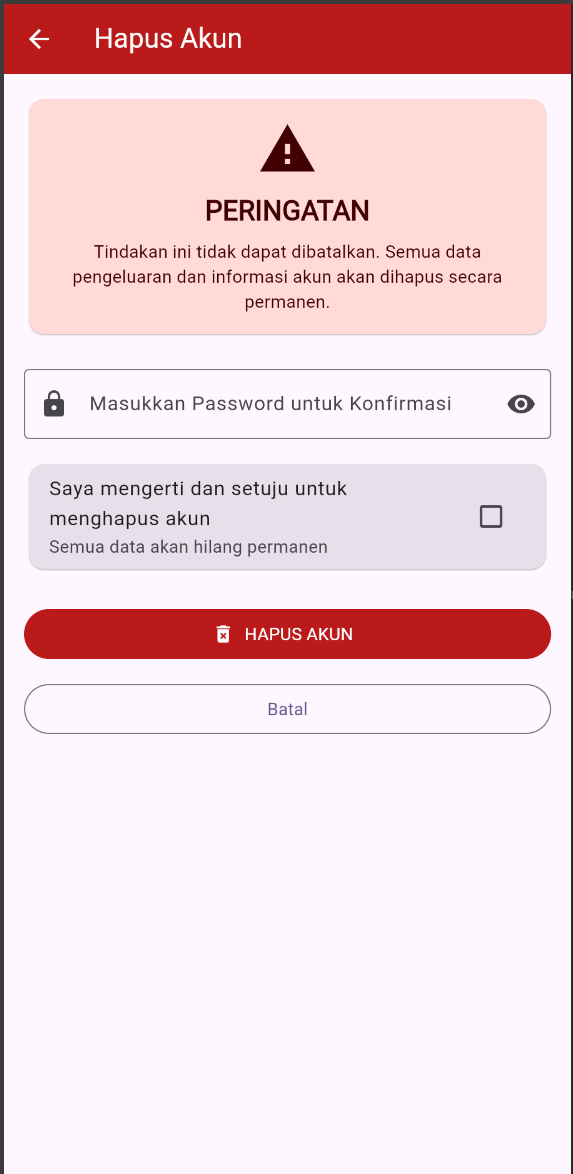 Hapus Akun
PERINGATAN
Tindakan ini tidak dapat dibatalkan. Semua data
pengeluaran dan informasi akun akan dihapus secara
permanen.
Masukkan Password untuk Konfirmasi
Saya mengerti dan setuju untuk
menghapus akun
Semua data akan hilang permanen
HAPUS AKUN
Batal